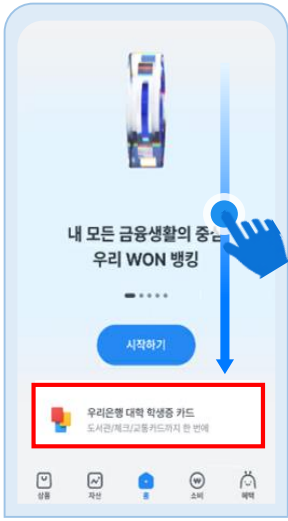 내 모든 금융생활의 중심
우리 WON 뱅킹
시작하기
우리은행 대학 학생증 카드
도서관/체크/교통카드까지 한 번에
상품 자산 홈 소비 혜택